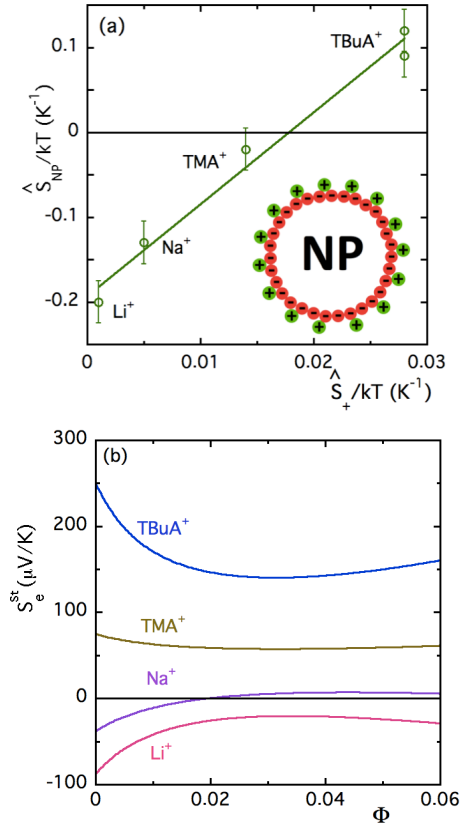 (a)
0.1
0
-0.1
-0.2
Ŝ_NP/kT (K⁻¹)
TBuA⁺
TMA⁺
Na⁺
Li⁺
NP
0
0.01
0.02
0.03
Ŝ₊/kT (K⁻¹)
(b)
300
200
100
0
-100
S_e^st (μV/K)
TBuA⁺
TMA⁺
Na⁺
Li⁺
0
0.02
0.04
0.06
Φ